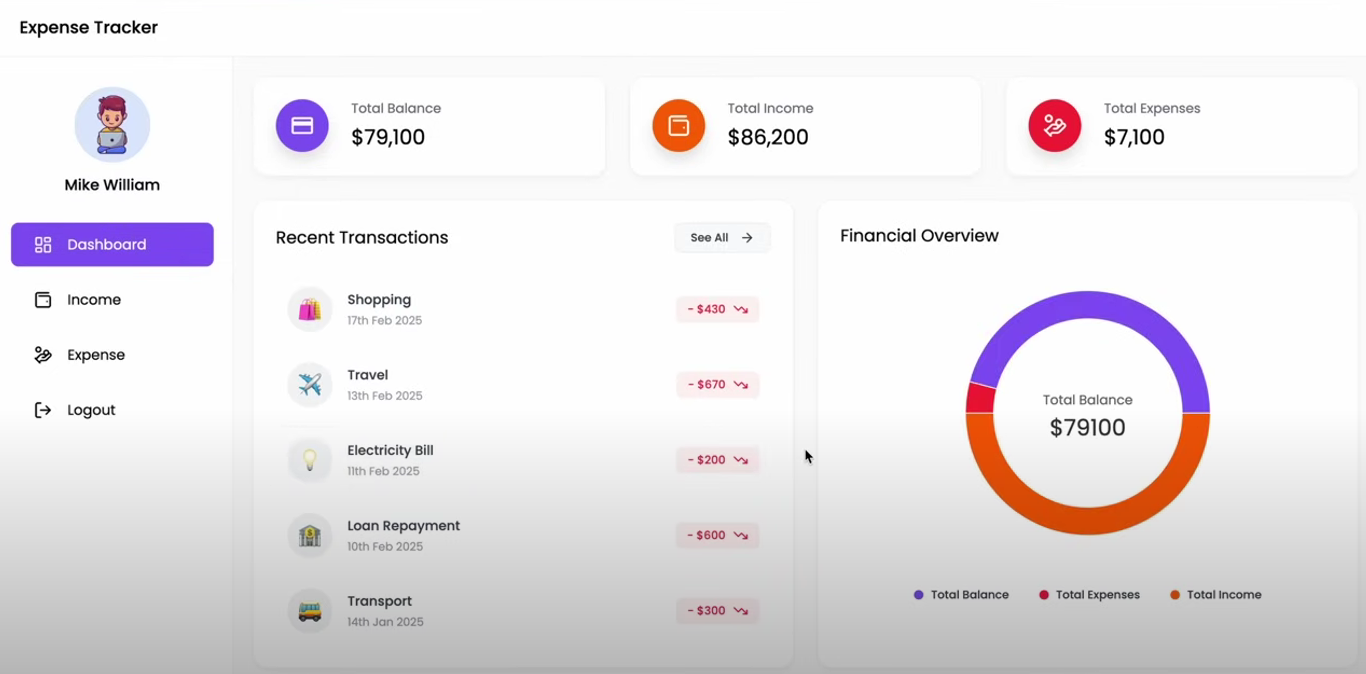 Expense Tracker
Mike William
Dashboard
Income
Expense
Logout
Total Balance
$79,100
Total Income
$86,200
Total Expenses
$7,100
Recent Transactions
See All
Shopping
17th Feb 2025
- $430
Travel
13th Feb 2025
- $670
Electricity Bill
11th Feb 2025
- $200
Loan Repayment
10th Feb 2025
- $600
Transport
14th Jan 2025
- $300
Financial Overview
Total Balance
$79100
Total Balance
Total Expenses
Total Income